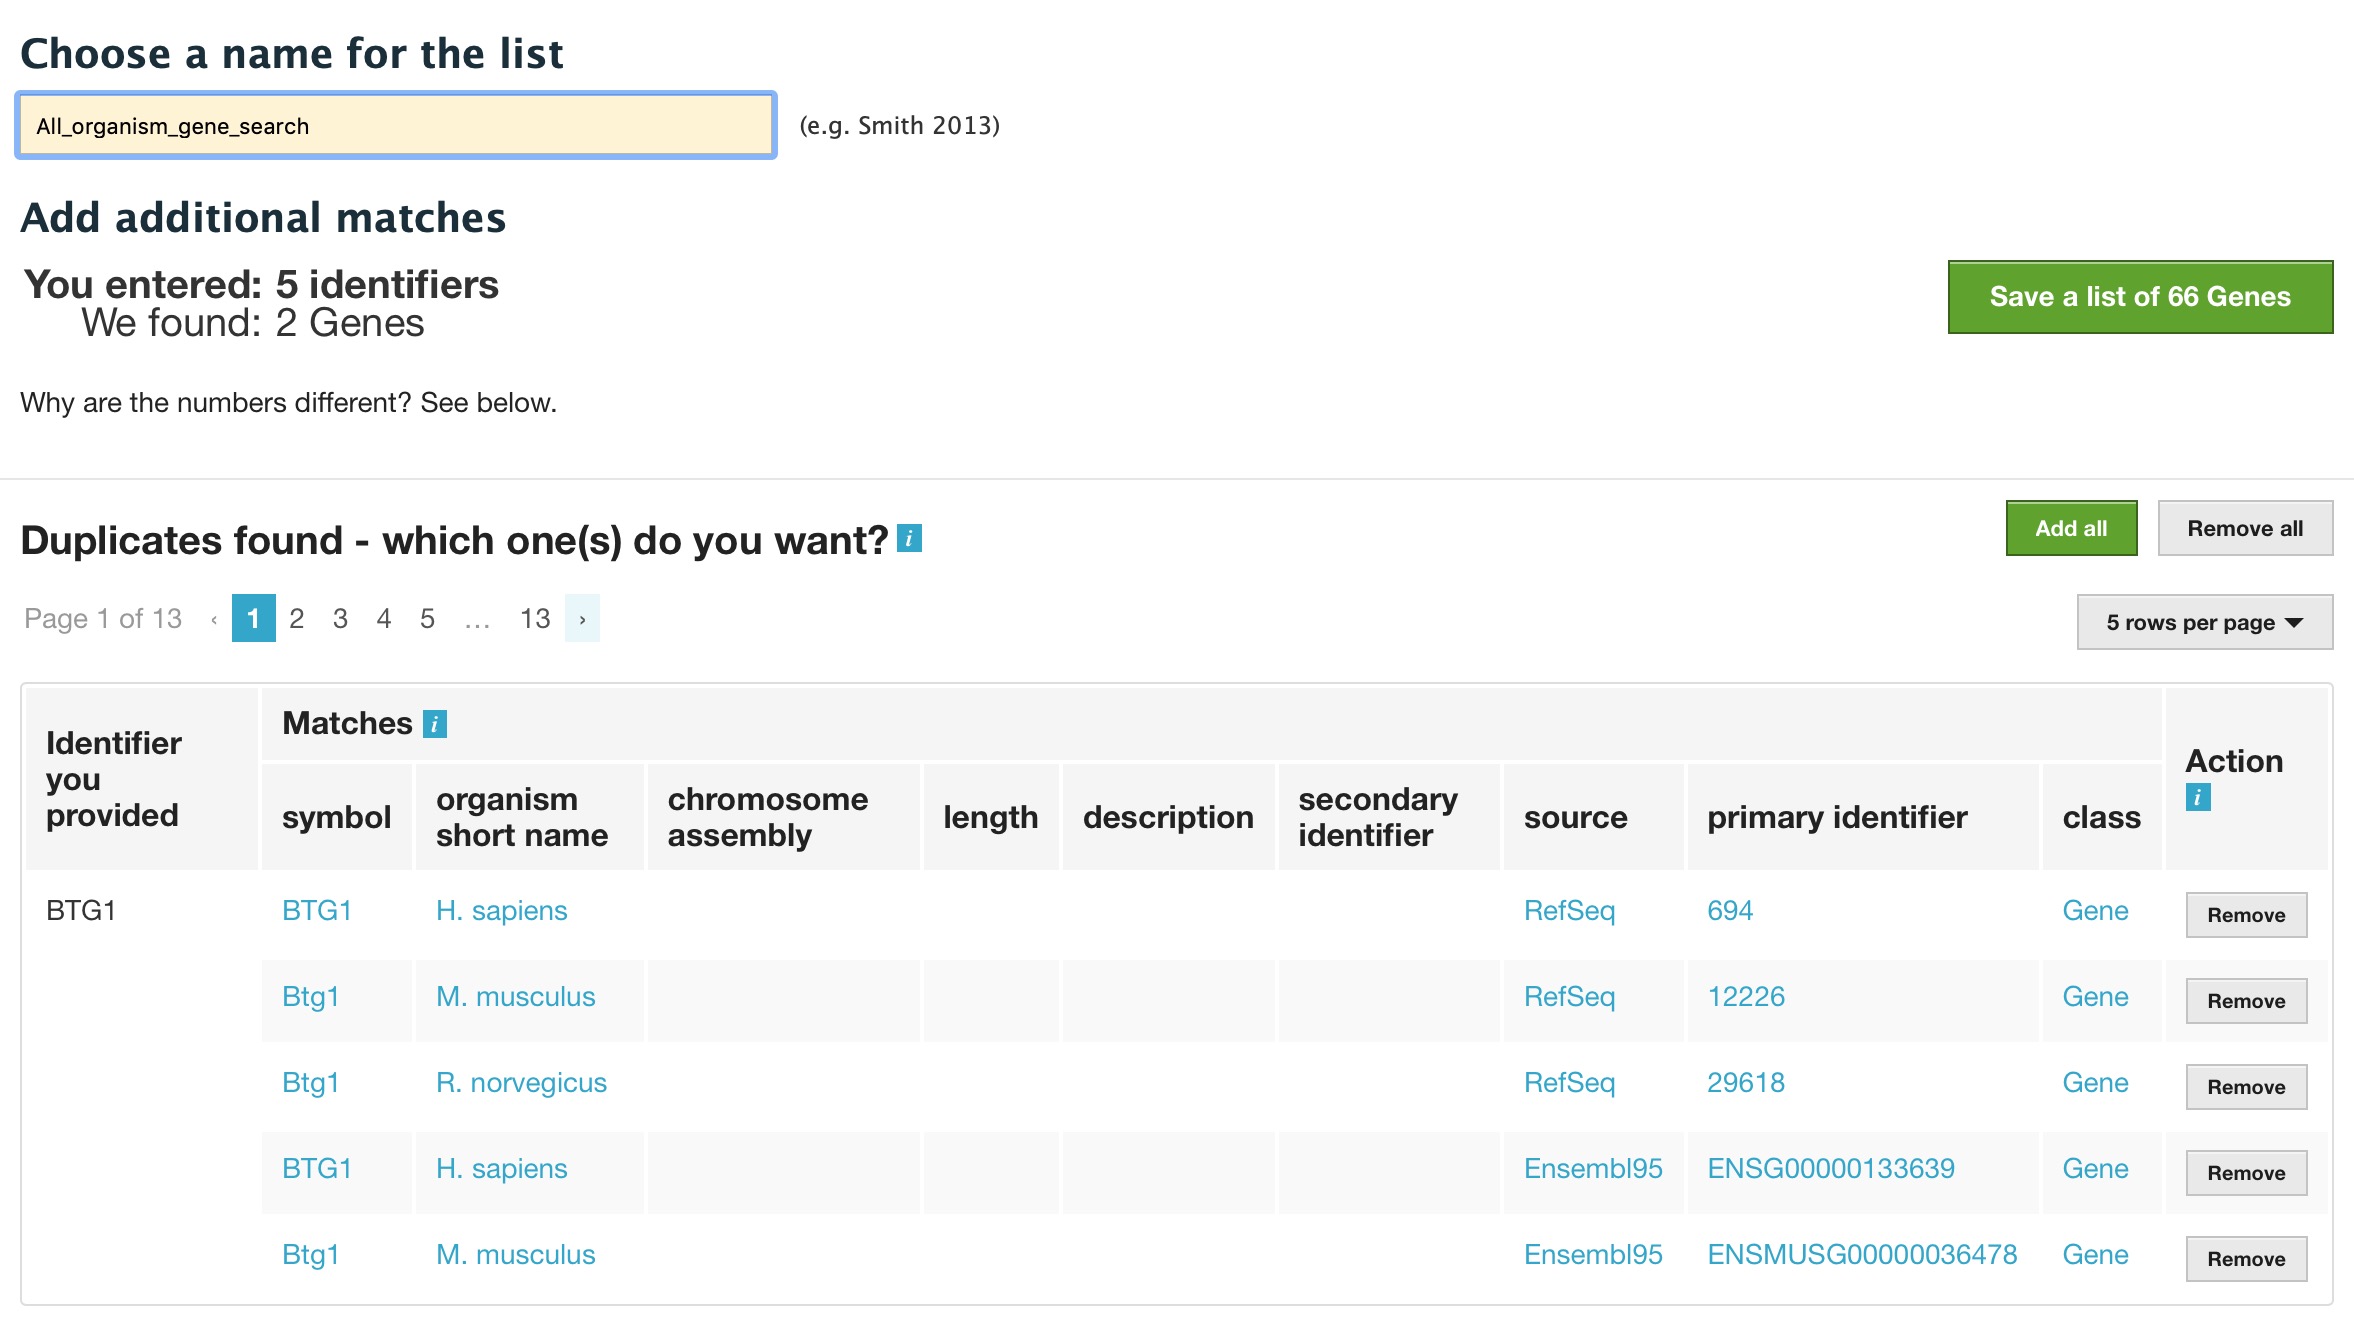 Choose a name for the list
All_organism_gene_search (e.g. Smith 2013)
Add additional matches
You entered: 5 identifiers
We found: 2 Genes
Save a list of 66 Genes
Why are the numbers different? See below.
Duplicates found - which one(s) do you want? i
Add all Remove all
Page 1 of 13 ‹ 1 2 3 4 5 ... 13 ›
5 rows per page
Identifier you provided
Matches i
Action i
symbol organism short name chromosome assembly length description secondary identifier source primary identifier class
BTG1 BTG1 H. sapiens RefSeq 694 Gene Remove
Btg1 M. musculus RefSeq 12226 Gene Remove
Btg1 R. norvegicus RefSeq 29618 Gene Remove
BTG1 H. sapiens Ensembl95 ENSG00000133639 Gene Remove
Btg1 M. musculus Ensembl95 ENSMUSG00000036478 Gene Remove